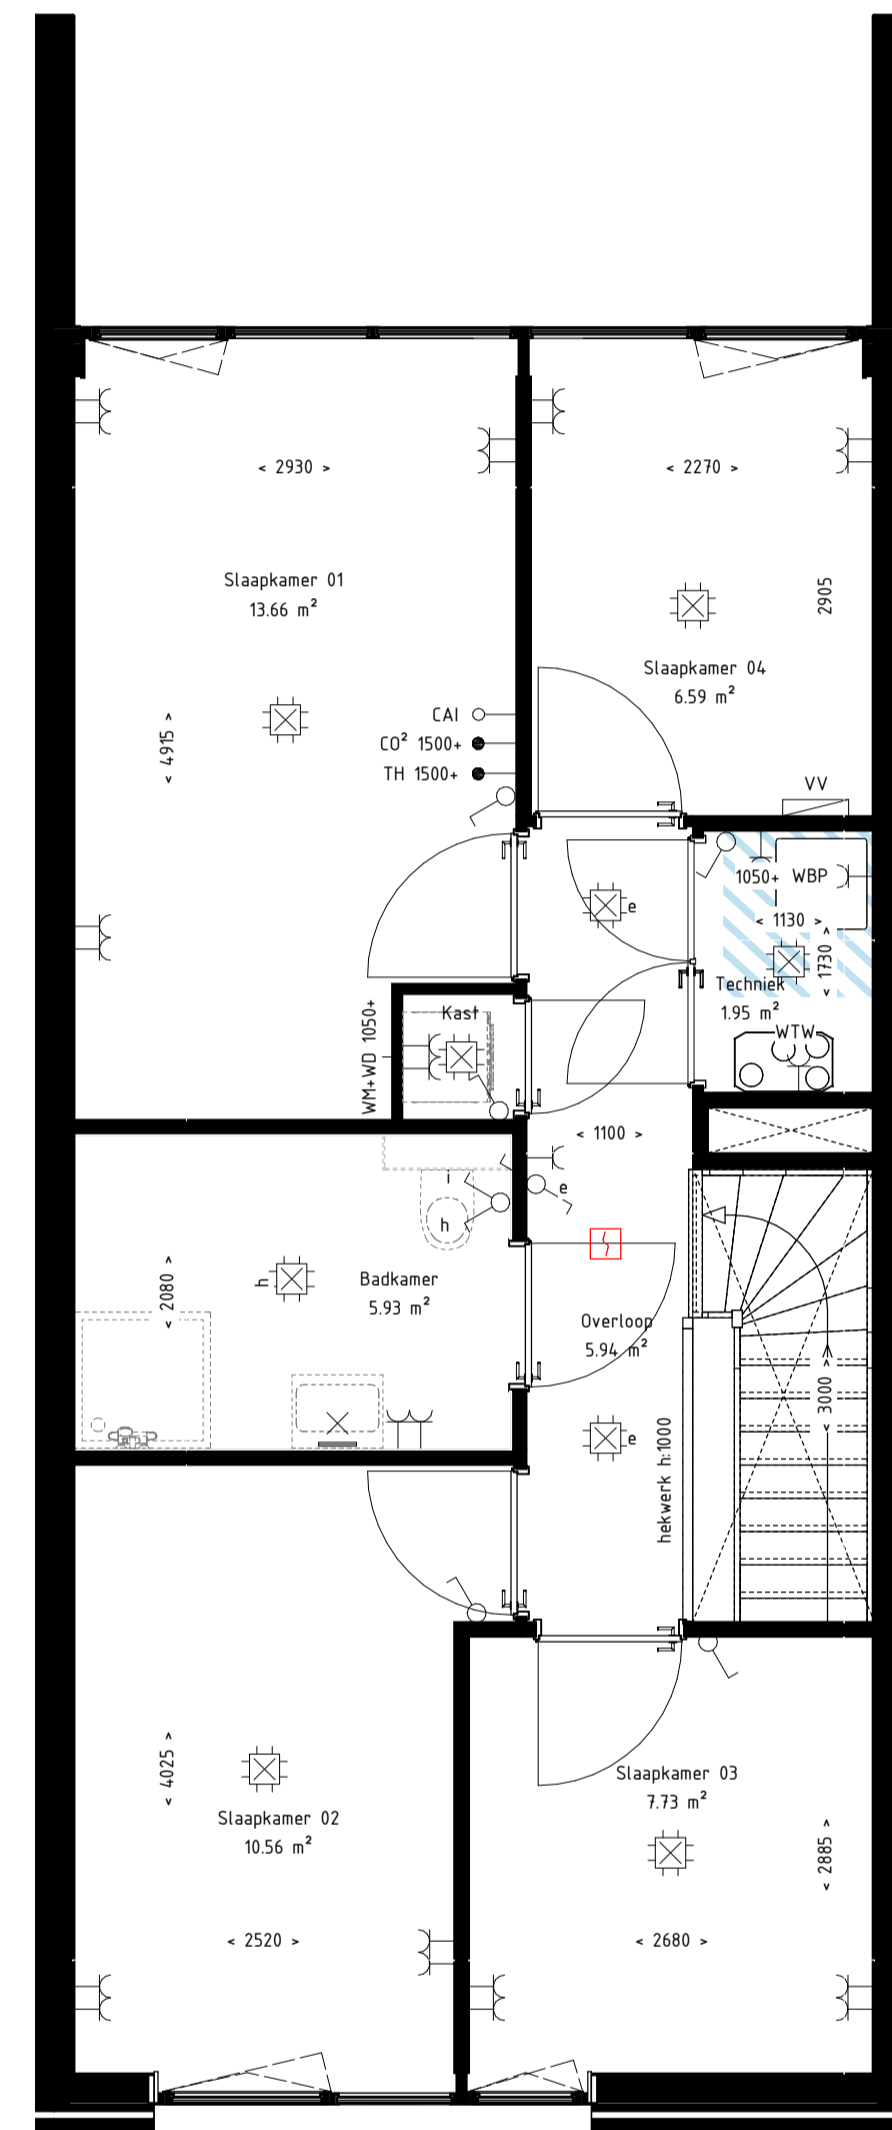 < 2930 >
< 2270 >
Slaapkamer 01
13.66 m²
2905
Slaapkamer 04
6.59 m²
CAI
CO² 1500+
TH 1500+
< 4915 >
VV
1050+ WBP
< 1130 >
< 1730 >
e
Techniek
1.95 m²
WTW
Kast
WM+WD 1050+
< 1100 >
i
h
e
h
Badkamer
5.93 m²
< 2080 >
Overloop
5.94 m²
e
hekwerk h:1000
< 3000 >
Slaapkamer 03
7.73 m²
< 4025 >
Slaapkamer 02
10.56 m²
< 2885 >
< 2520 >
< 2680 >